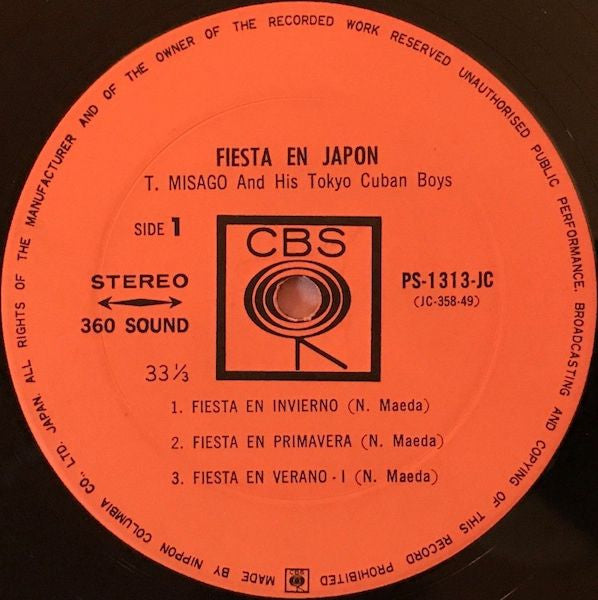 FIESTA EN JAPON
T. MISAGO And His Tokyo Cuban Boys
SIDE 1
CBS
STEREO
360 SOUND
33⅓
PS-1313-JC
(JC-358-49)
1. FIESTA EN INVIERNO (N. Maeda)
2. FIESTA EN PRIMAVERA (N. Maeda)
3. FIESTA EN VERANO - I (N. Maeda)
CBS
MADE BY NIPPON COLUMBIA CO., LTD. JAPAN. ALL RIGHTS OF THE MANUFACTURER AND OF THE OWNER OF THE RECORDED WORK RESERVED UNAUTHORISED PUBLIC PERFORMANCE, BROADCASTING AND COPYING OF THIS RECORD PROHIBITED